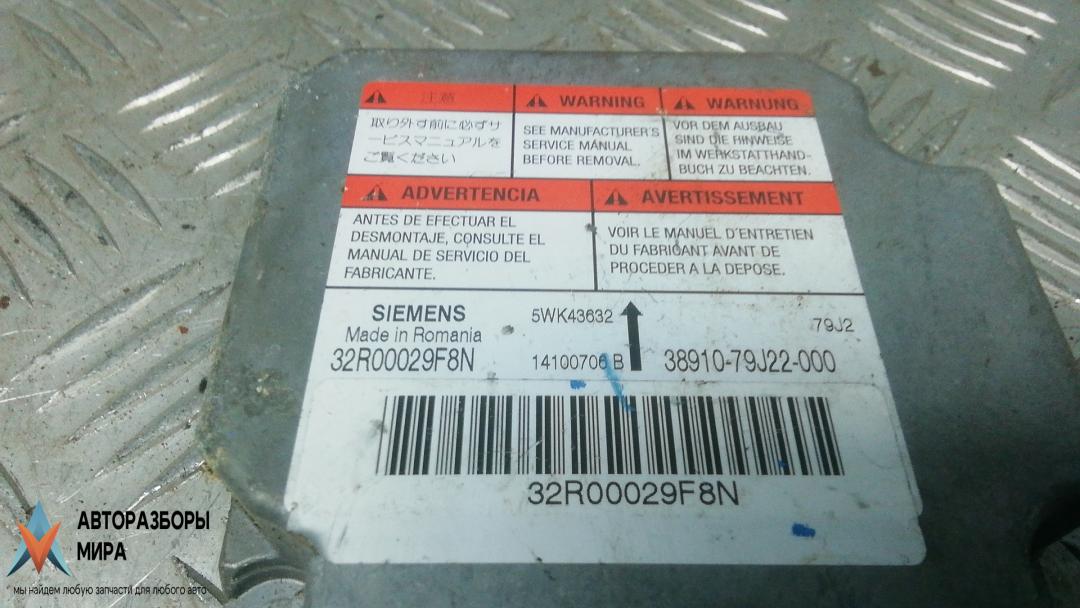 注意
取り外す前に必ずサ
ービスマニュアルを
ご覧ください
WARNING
SEE MANUFACTURER'S
SERVICE MANUAL
BEFORE REMOVAL.
WARNUNG
VOR DEM AUSBAU
SIND DIE HINWEISE
IM WERKSTATTHAND-
BUCH ZU BEACHTEN.
ADVERTENCIA
ANTES DE EFECTUAR EL
DESMONTAJE, CONSULTE EL
MANUAL DE SERVICIO DEL
FABRICANTE.
AVERTISSEMENT
VOIR LE MANUEL D'ENTRETIEN
DU FABRICANT AVANT DE
PROCEDER A LA DEPOSE.
SIEMENS
Made in Romania
32R00029F8N
5WK43632
14100706 B
79J2
38910-79J22-000
32R00029F8N
АВТОРАЗБОРЫ
МИРА
мы найдем любую запчасти для любого авто